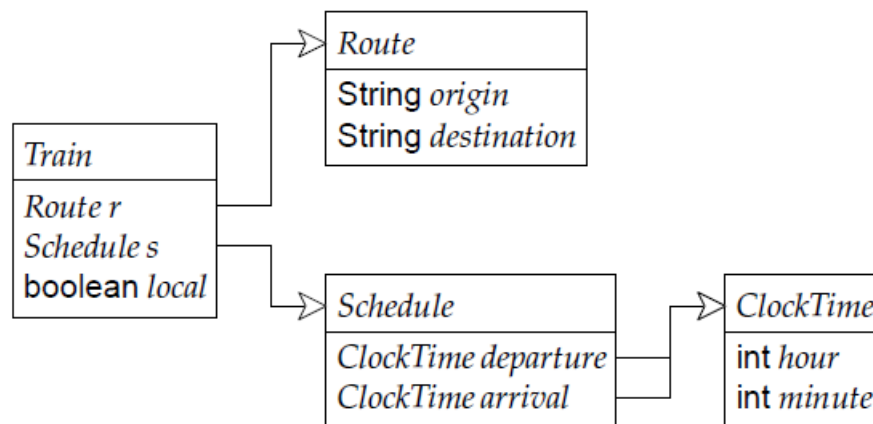 Route
String origin
String destination
Train
Route r
Schedule s
boolean local
Schedule
ClockTime departure
ClockTime arrival
ClockTime
int hour
int minute